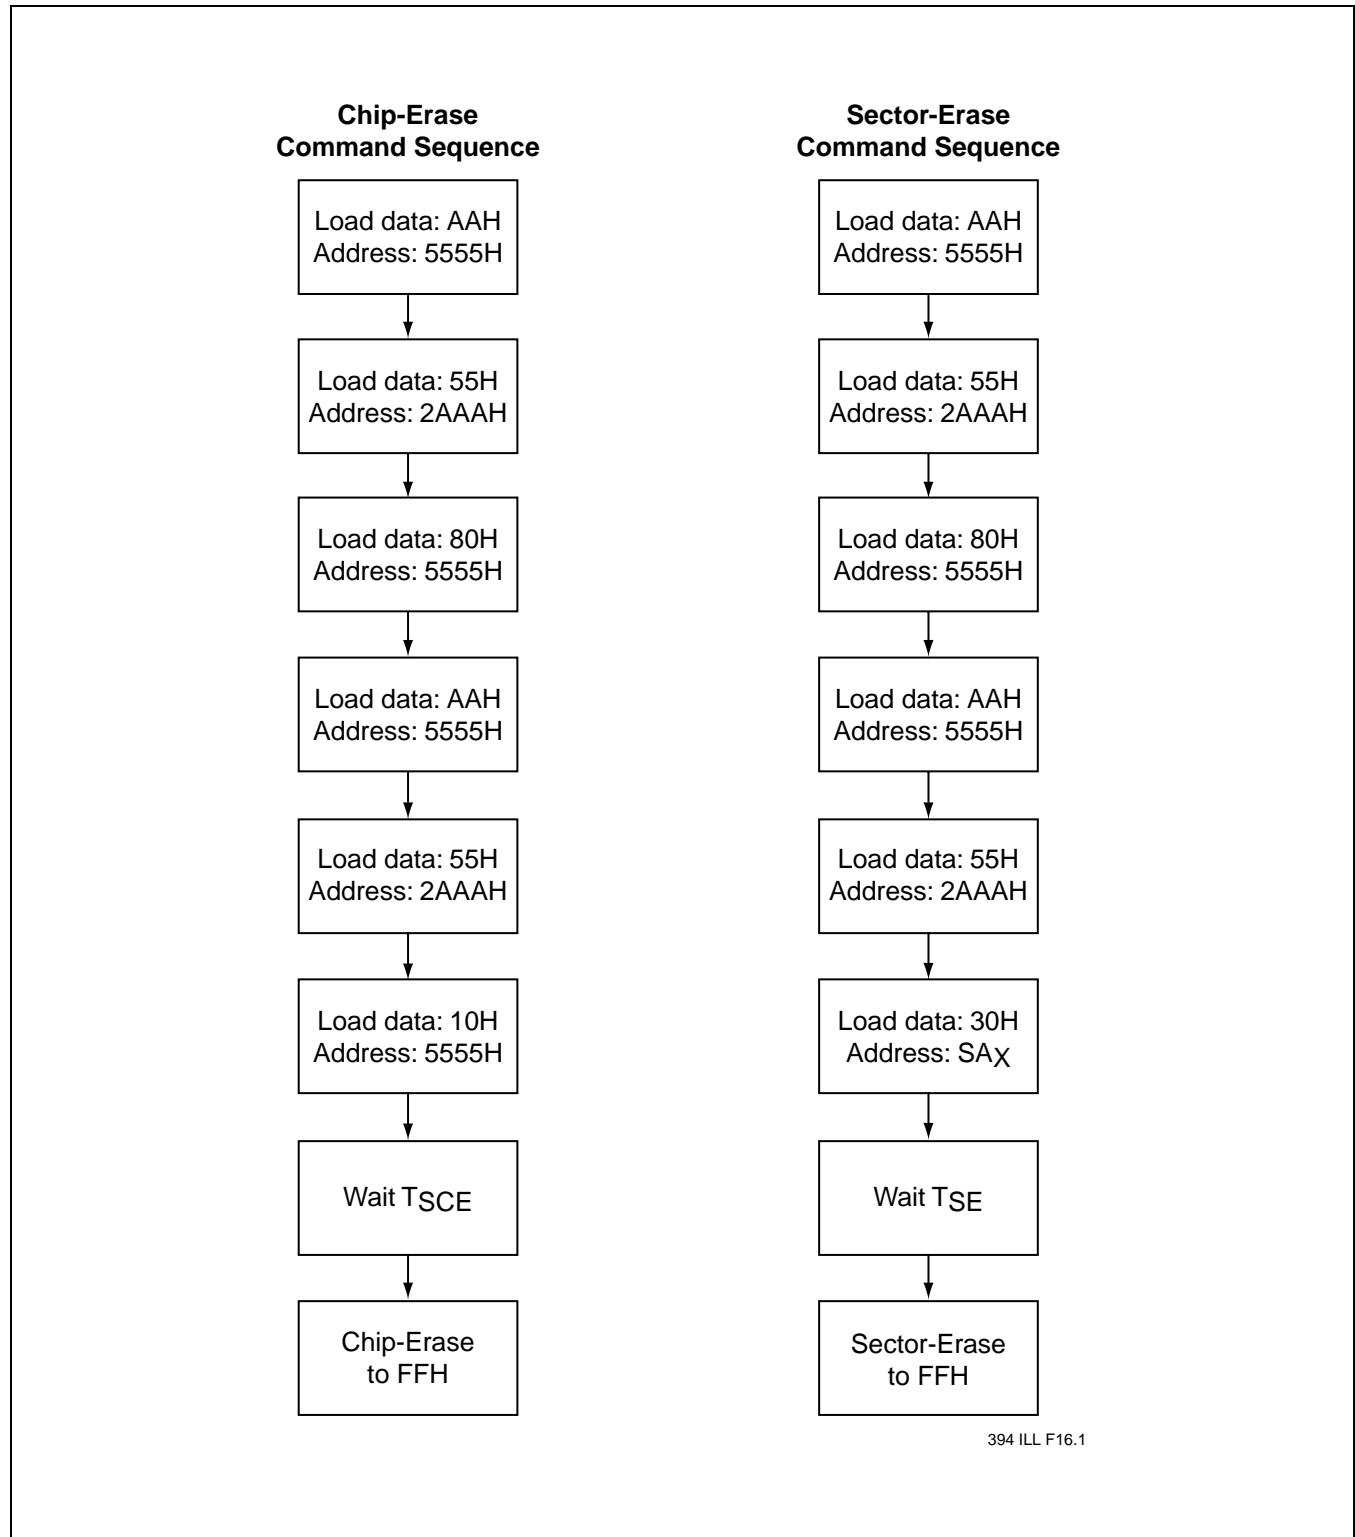 Chip-Erase
Command Sequence
Load data: AAH
Address: 5555H
Load data: 55H
Address: 2AAAH
Load data: 80H
Address: 5555H
Load data: AAH
Address: 5555H
Load data: 55H
Address: 2AAAH
Load data: 10H
Address: 5555H
Wait TSCE
Chip-Erase
to FFH
Sector-Erase
Command Sequence
Load data: AAH
Address: 5555H
Load data: 55H
Address: 2AAAH
Load data: 80H
Address: 5555H
Load data: AAH
Address: 5555H
Load data: 55H
Address: 2AAAH
Load data: 30H
Address: SAX
Wait TSE
Sector-Erase
to FFH
394 ILL F16.1